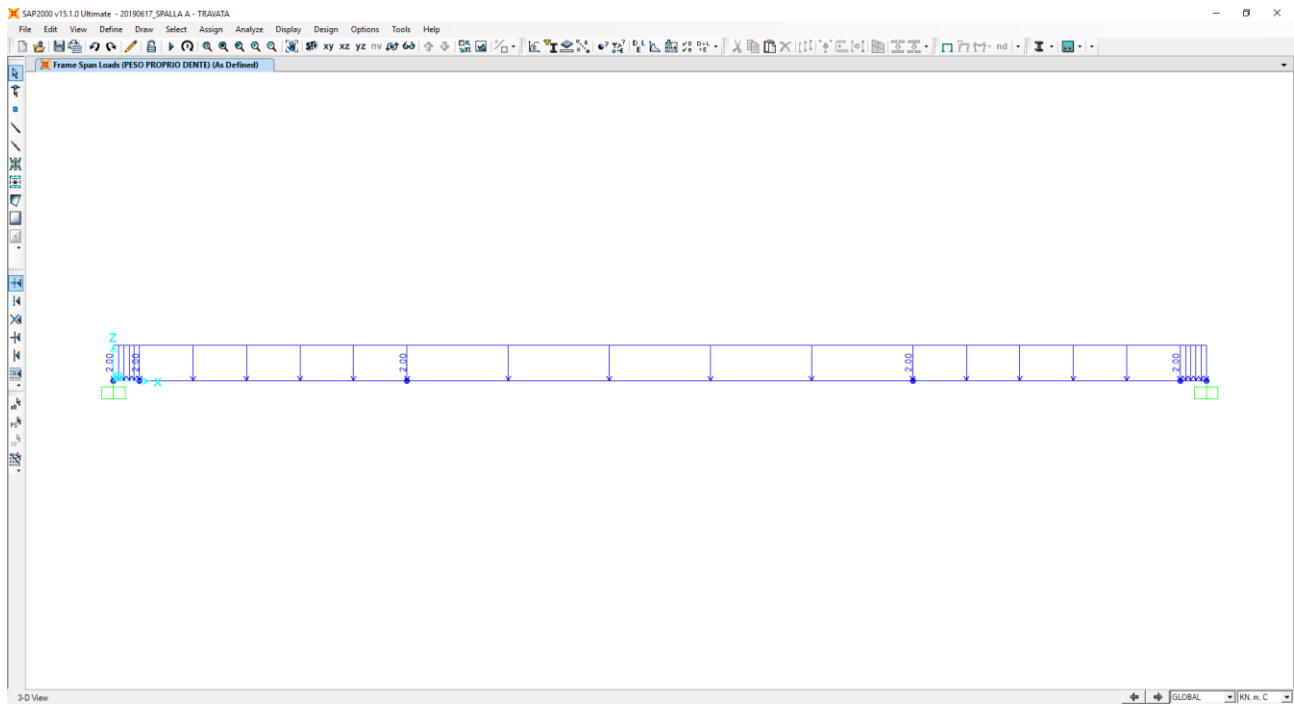 SAP2000 v15.1.0 Ultimate - 20190617_SPALLA A - TRAVATA
File Edit View Define Draw Select Assign Analyze Display Design Options Tools Help
xy xz yz nv nd
Frame Span Loads (PESO PROPRIO DENTE) (As Defined)
Z
2.00 2.00 2.00 2.00 2.00
X
3-D View GLOBAL KN, m, C